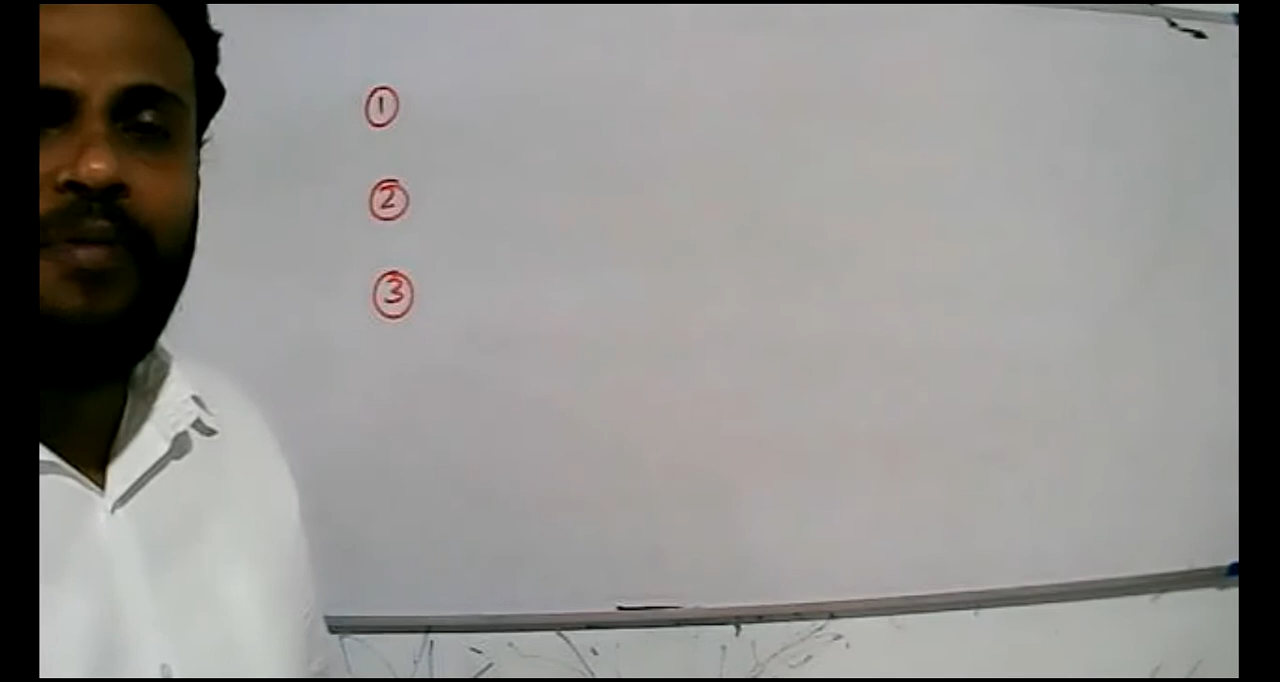 ①
②
③